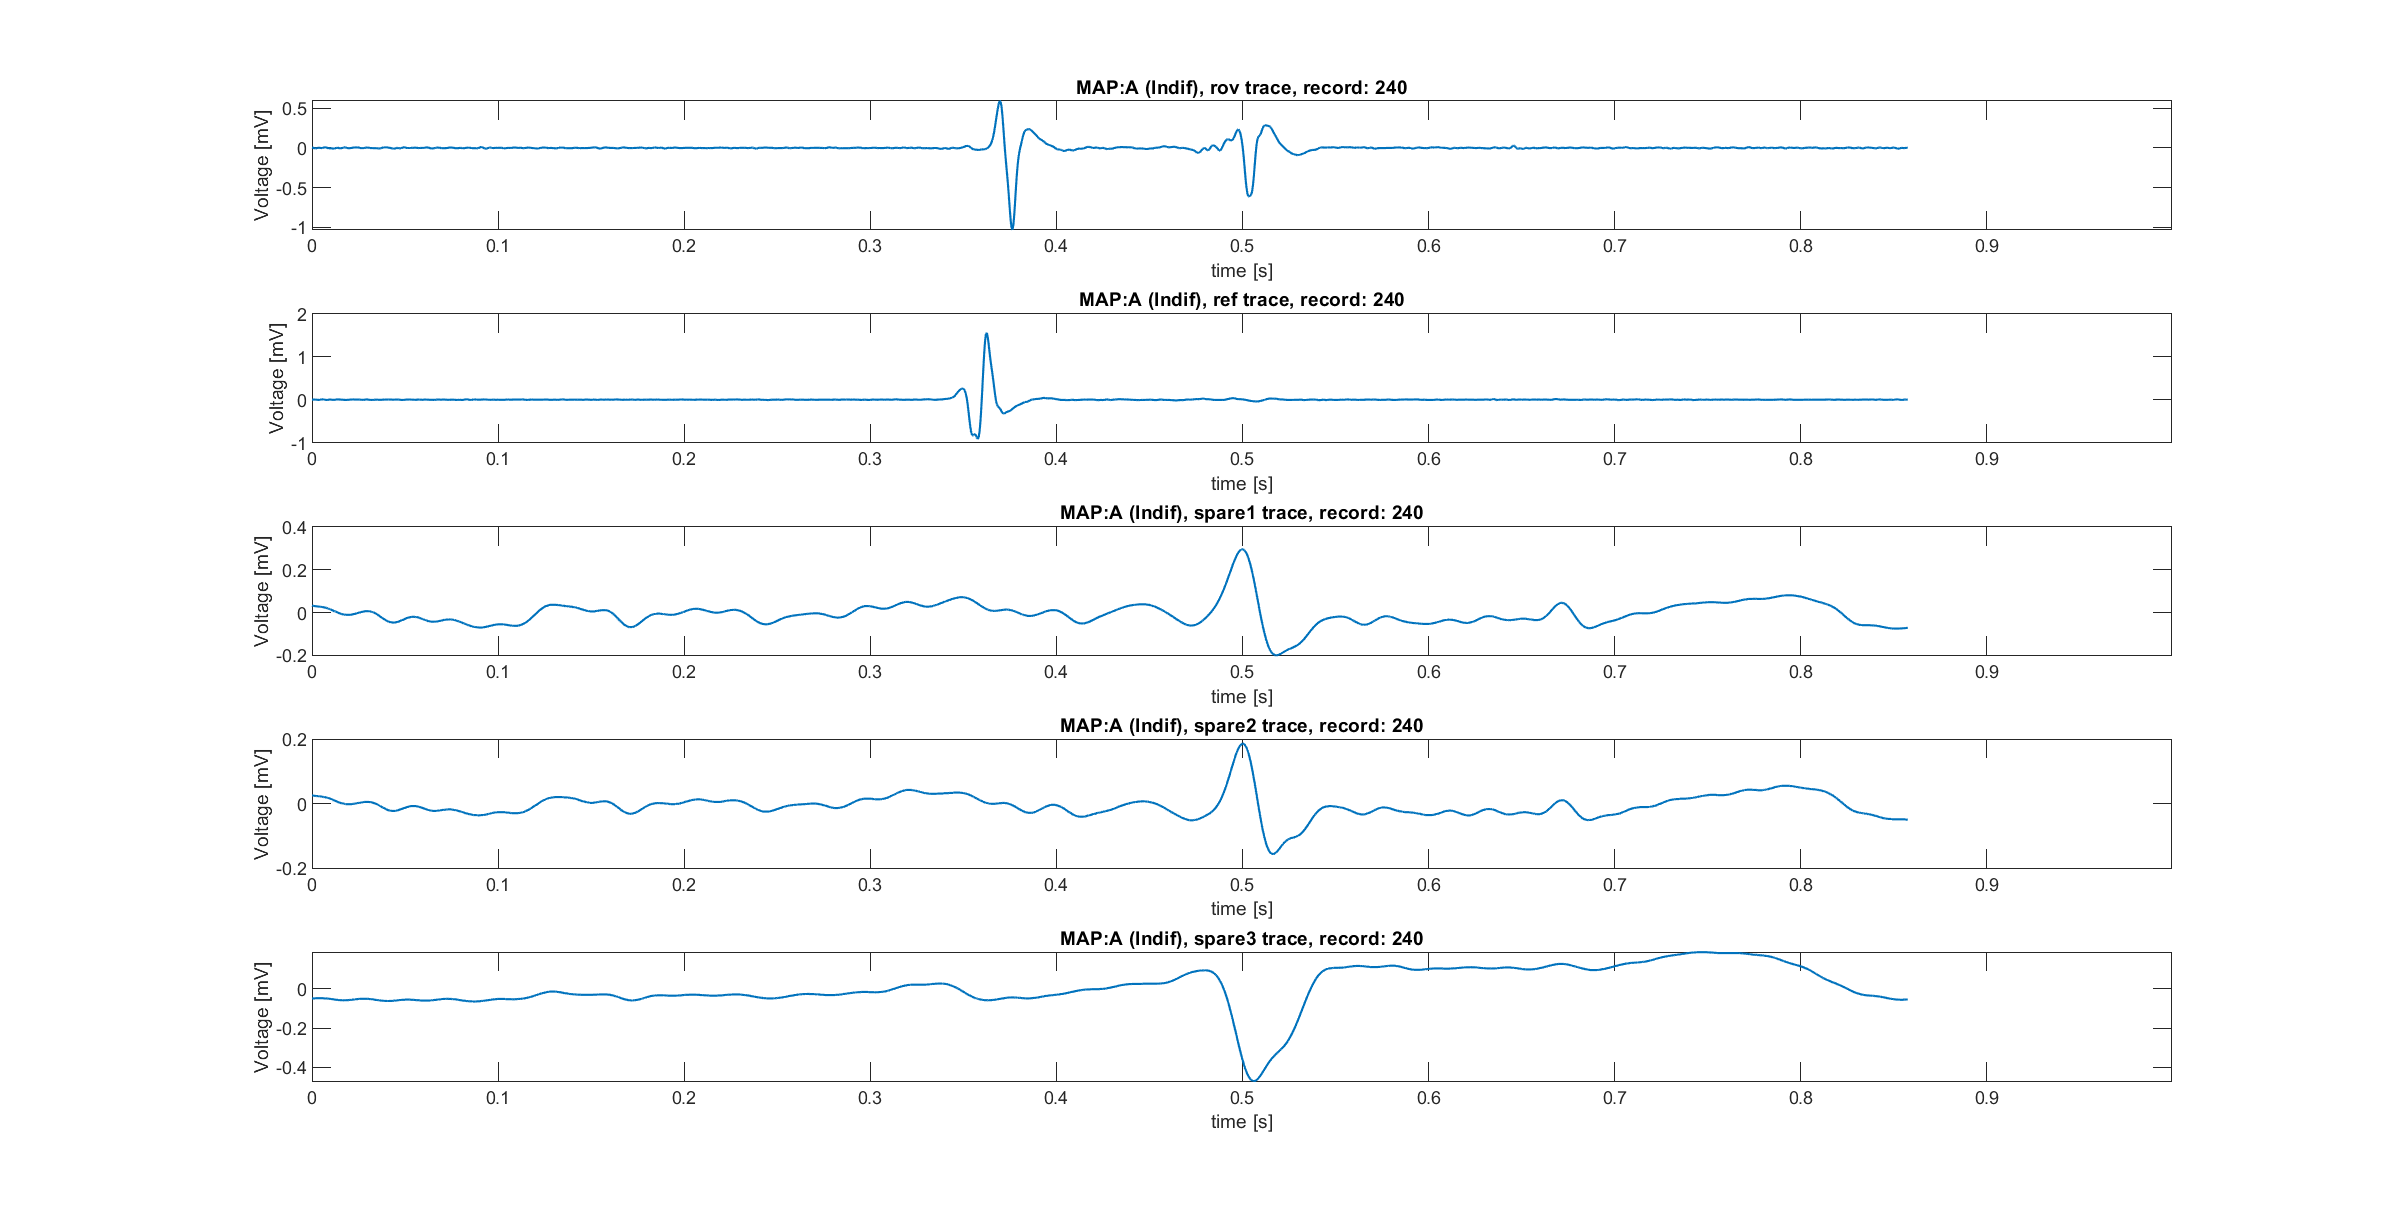 MAP:A (Indif), rov trace, record: 240
Voltage [mV]
0.5
0
-0.5
-1
0 0.1 0.2 0.3 0.4 0.5 0.6 0.7 0.8 0.9
time [s]
MAP:A (Indif), ref trace, record: 240
Voltage [mV]
2
1
0
-1
0 0.1 0.2 0.3 0.4 0.5 0.6 0.7 0.8 0.9
time [s]
MAP:A (Indif), spare1 trace, record: 240
Voltage [mV]
0.4
0.2
0
-0.2
0 0.1 0.2 0.3 0.4 0.5 0.6 0.7 0.8 0.9
time [s]
MAP:A (Indif), spare2 trace, record: 240
Voltage [mV]
0.2
0
-0.2
0 0.1 0.2 0.3 0.4 0.5 0.6 0.7 0.8 0.9
time [s]
MAP:A (Indif), spare3 trace, record: 240
Voltage [mV]
0
-0.2
-0.4
0 0.1 0.2 0.3 0.4 0.5 0.6 0.7 0.8 0.9
time [s]